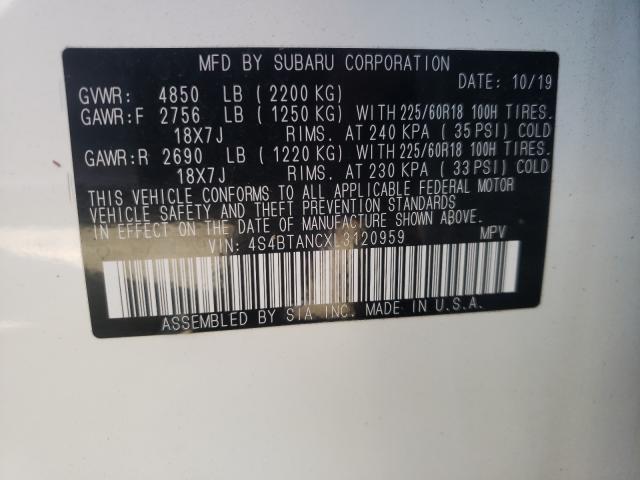 MFD BY SUBARU CORPORATION
DATE: 10/19
GVWR: 4850 LB (2200 KG)
GAWR:F 2756 LB (1250 KG) WITH 225/60R18 100H TIRES.
18X7J RIMS. AT 240 KPA (35 PSI) COLD
GAWR:R 2690 LB (1220 KG) WITH 225/60R18 100H TIRES.
18X7J RIMS. AT 230 KPA (33 PSI) COLD
THIS VEHICLE CONFORMS TO ALL APPLICABLE FEDERAL MOTOR
VEHICLE SAFETY AND THEFT PREVENTION STANDARDS
IN EFFECT ON THE DATE OF MANUFACTURE SHOWN ABOVE.
VIN: 4S4BTANCXL3120959 MPV
ASSEMBLED BY SIA INC. MADE IN U.S.A.